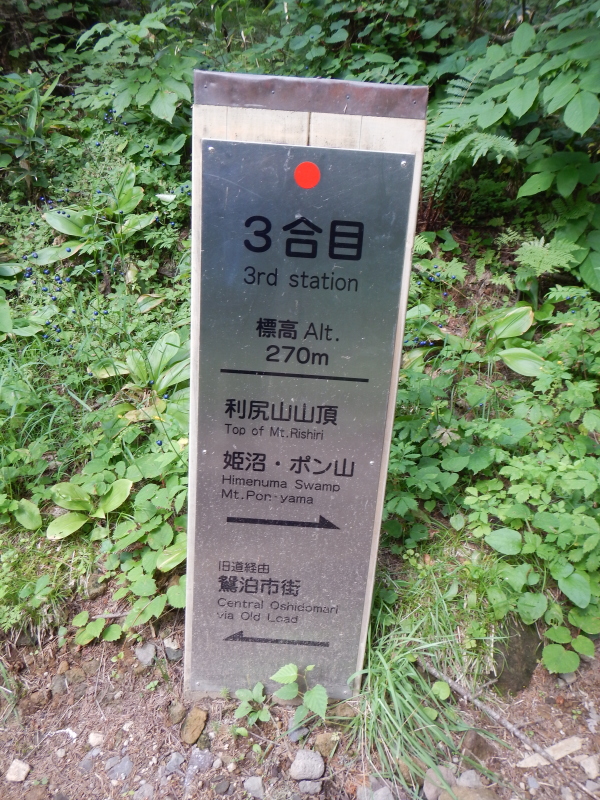 3合目
3rd station
標高 Alt.
270m
利尻山山頂
Top of Mt.Rishiri
姫沼・ポン山
Himenuma Swamp
Mt.Pon-yama
旧道経由
鴛泊市街
Central Oshidomari
via Old Load